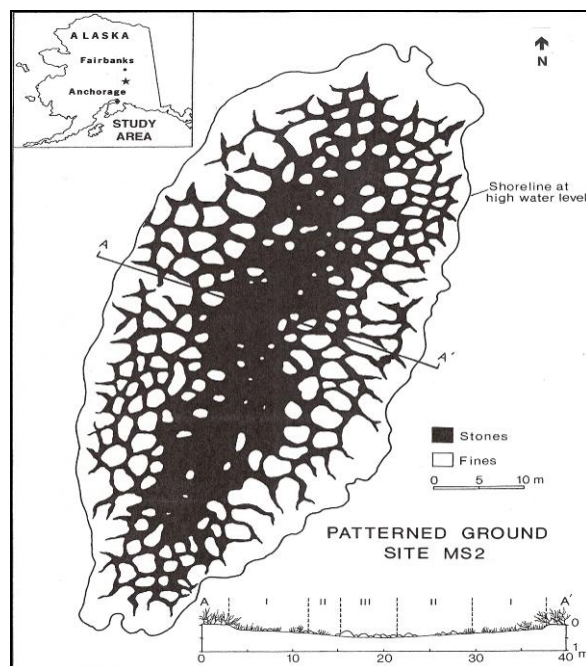 ALASKA
Fairbanks
Anchorage
STUDY
AREA
N
Shoreline at
high water level
A
A'
Stones
Fines
0 5 10 m
PATTERNED GROUND
SITE MS2
A I II III II I A'
0
1 m
0 10 20 30 40 m